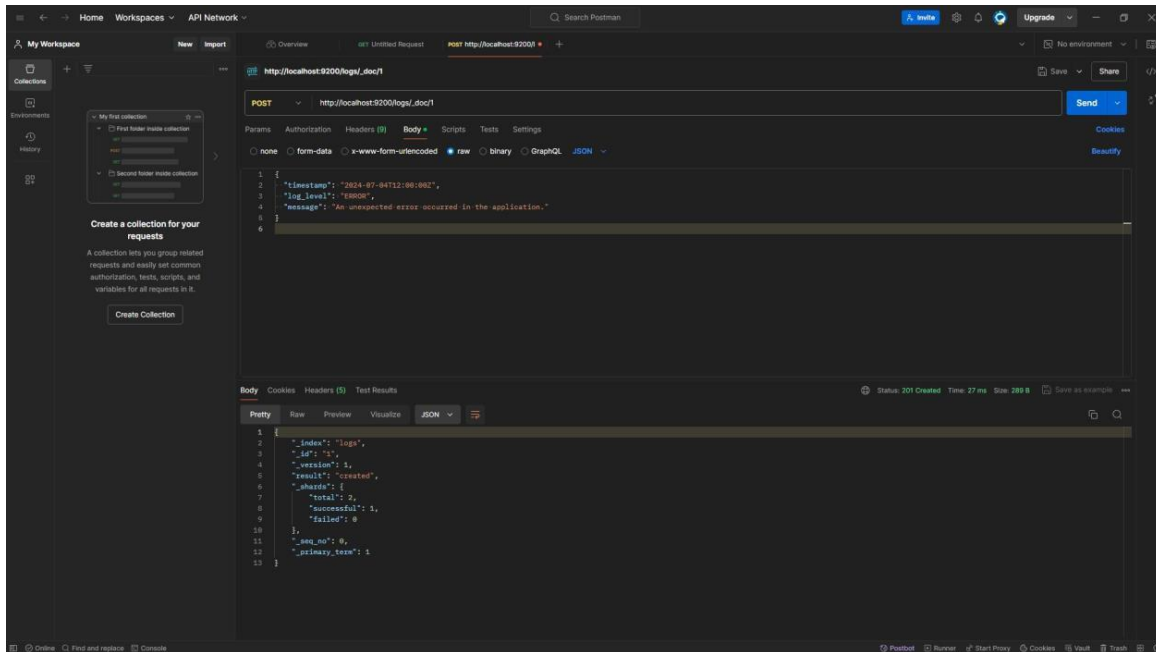 Home Workspaces API Network Search Postman Invite Upgrade
My Workspace New Import Overview GET Untitled Request POST http://localhost:9200/l No environment
Collections
Environments
History
My first collection
First folder inside collection
Second folder inside collection
Create a collection for your
requests
A collection lets you group related
requests and easily set common
authorization, tests, scripts, and
variables for all requests in it.
Create Collection
http://localhost:9200/logs/_doc/1 Save Share
POST http://localhost:9200/logs/_doc/1 Send
Params Authorization Headers (9) Body Scripts Tests Settings Cookies
none form-data x-www-form-urlencoded raw binary GraphQL JSON Beautify
1 {
2 "timestamp": "2024-07-04T12:00:00Z",
3 "log_level": "ERROR",
4 "message": "An unexpected error occurred in the application."
5 }
6
Body Cookies Headers (5) Test Results Status: 201 Created Time: 27 ms Size: 289 B Save as example
Pretty Raw Preview Visualize JSON
1 {
2 "_index": "logs",
3 "_id": "1",
4 "_version": 1,
5 "result": "created",
6 "_shards": {
7 "total": 2,
8 "successful": 1,
9 "failed": 0
10 },
11 "_seq_no": 0,
12 "_primary_term": 1
13 }
Online Find and replace Console Postbot Runner Start Proxy Cookies Vault Trash